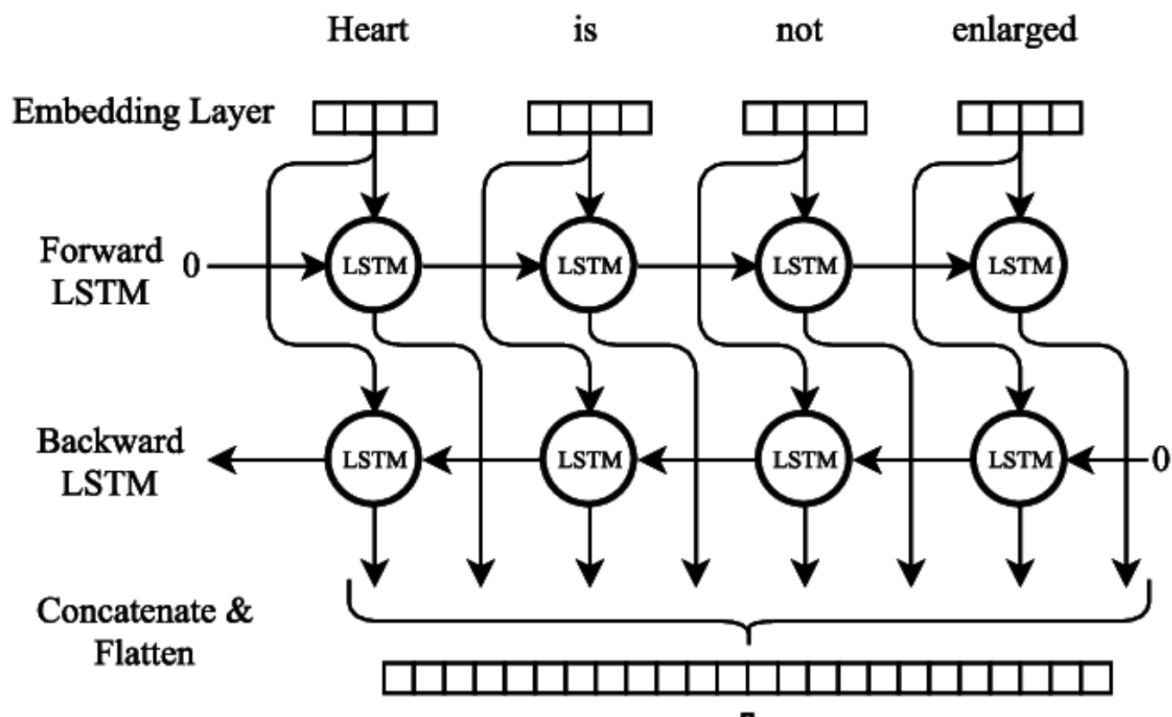 Heart is not enlarged
Embedding Layer
Forward
LSTM
0 LSTM LSTM LSTM LSTM
Backward
LSTM
LSTM LSTM LSTM LSTM 0
Concatenate &
Flatten